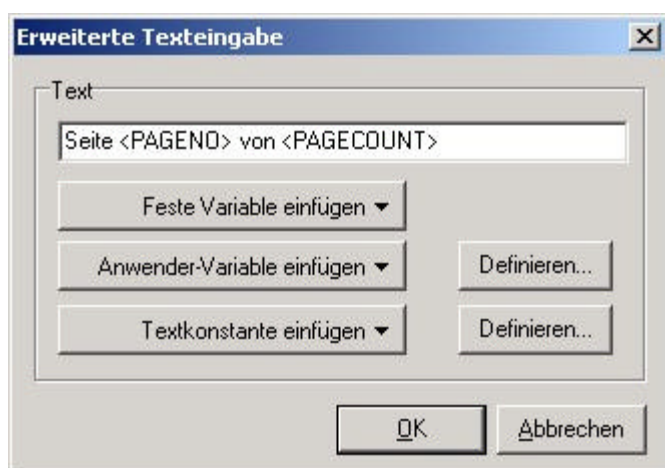 Erweiterte Texteingabe
Text
Seite <PAGENO> von <PAGECOUNT>
Feste Variable einfügen
Anwender-Variable einfügen
Definieren...
Textkonstante einfügen
Definieren...
OK
Abbrechen